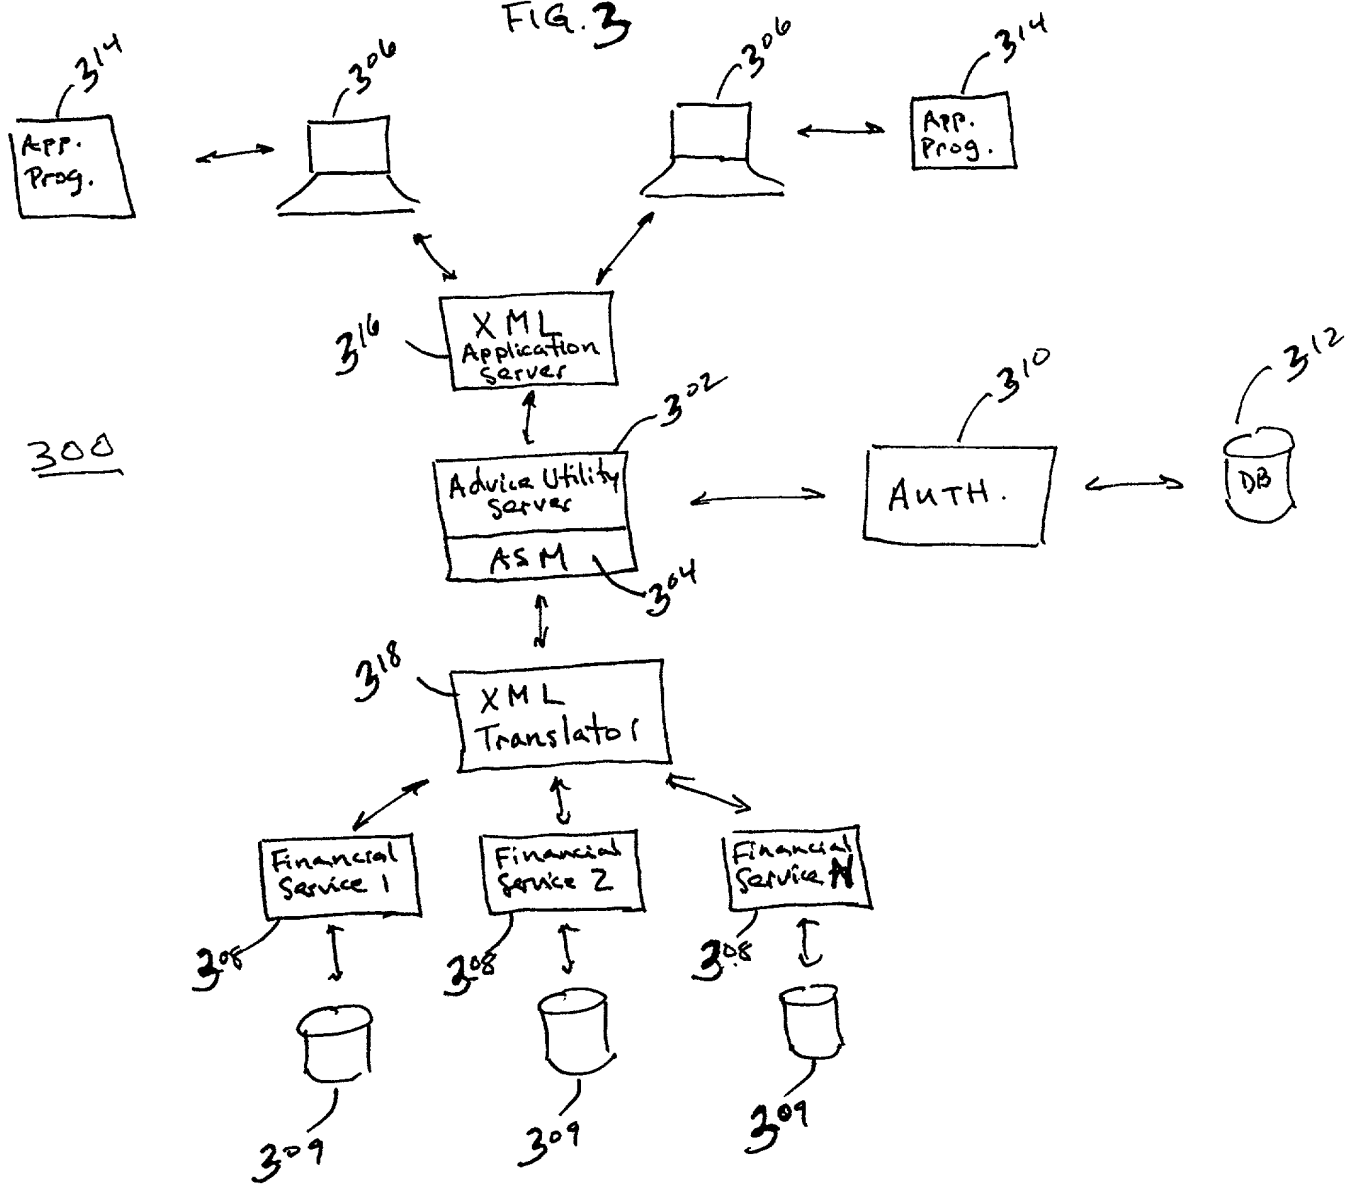 FIG. 3
314
306
306
314
App.
Prog.
App.
Prog.
316
XML
Application
Server
302
310
312
300
Advice Utility
Server
ASM
304
AUTH.
DB
318
XML
Translator
Financial
Service 1
Financial
Service 2
Financial
Service N
308
308
308
309
309
309